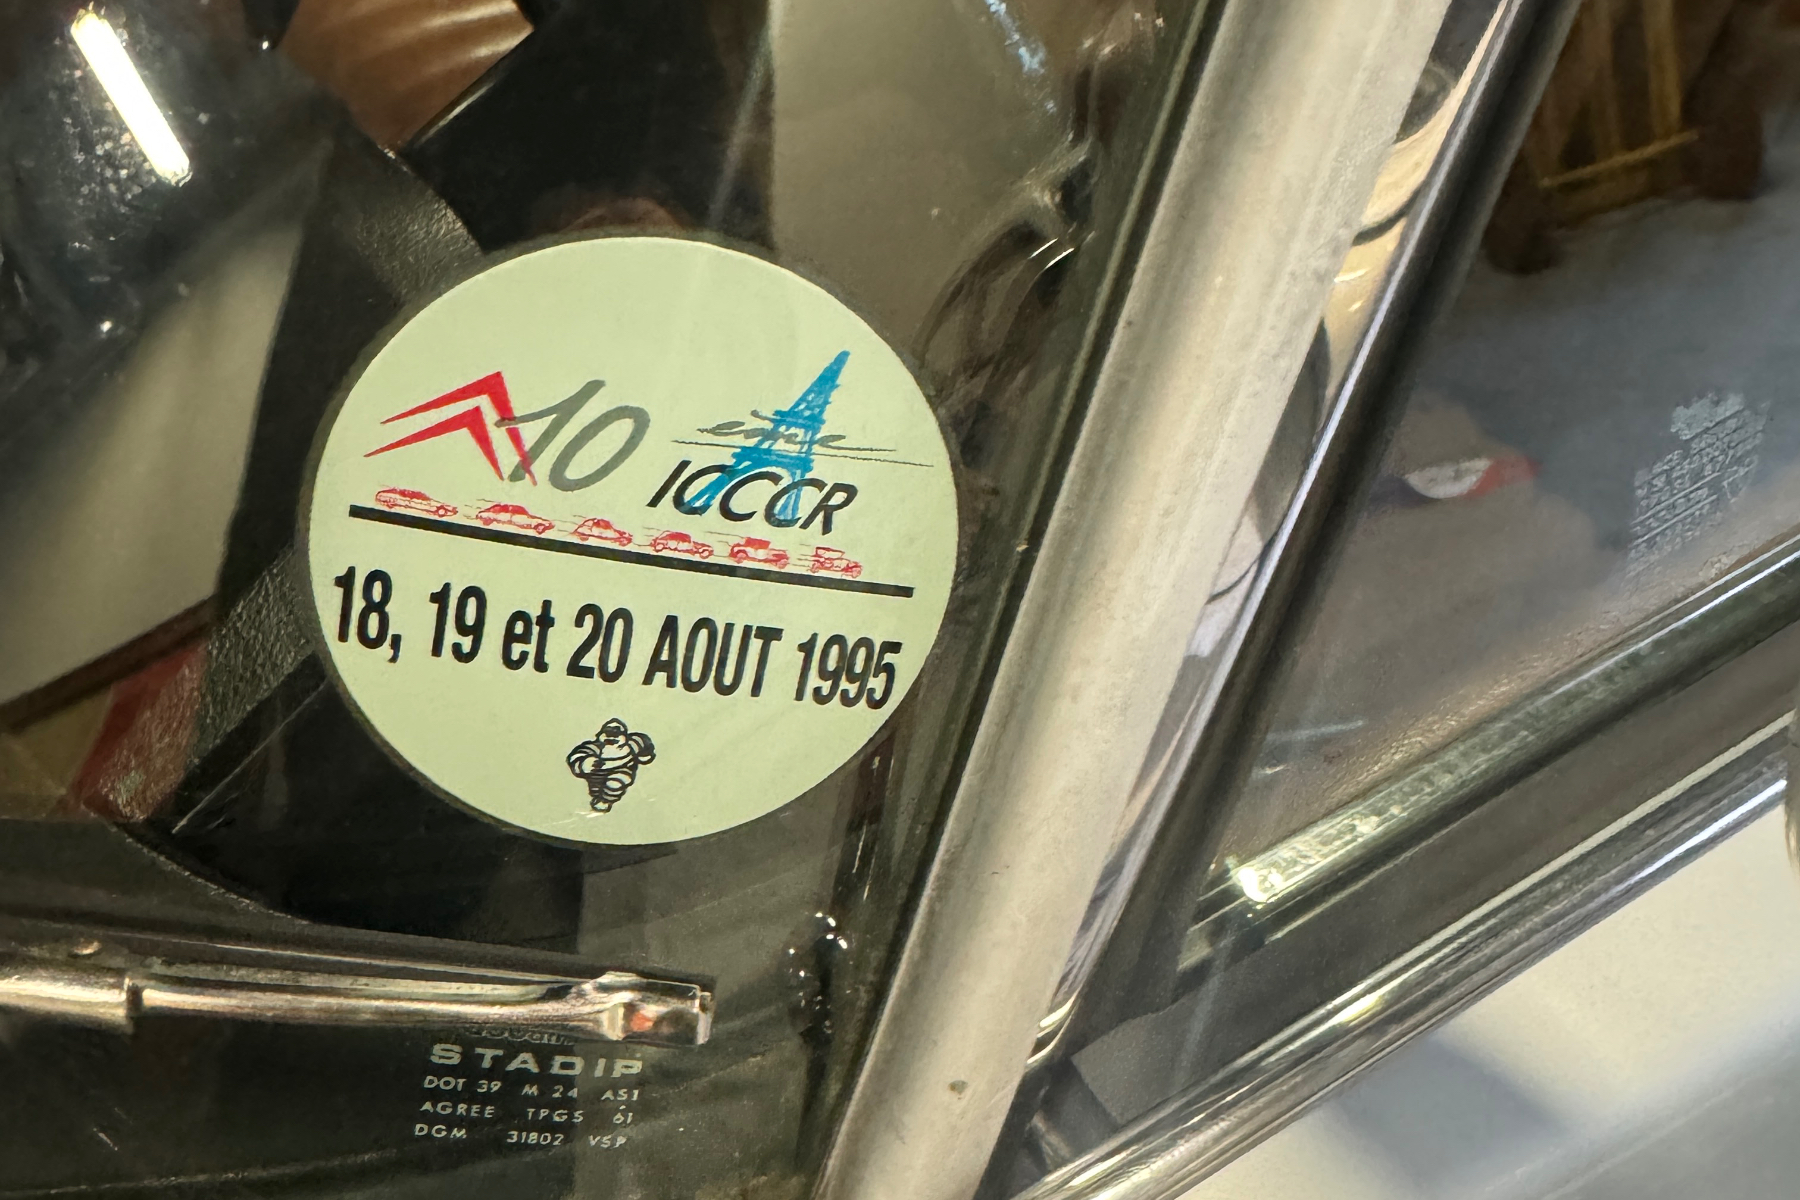 10 eme
ICCCR
18, 19 et 20 AOUT 1995
STADIP
DOT 39 M 24 AS1
AGREE TPGS 61
DGM 31802 VSP